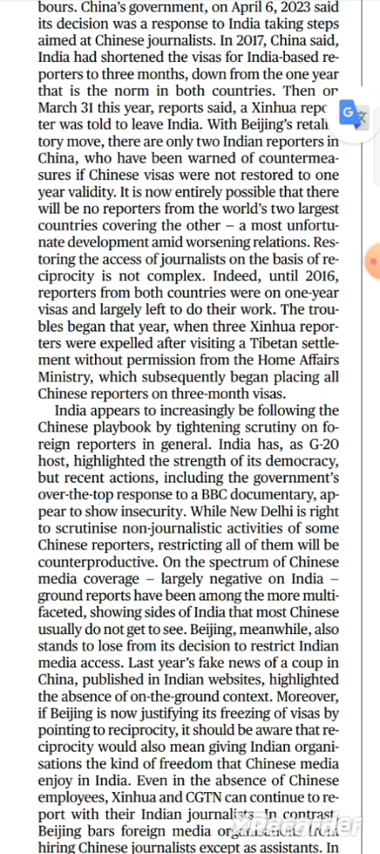 bours. China's government, on April 6, 2023 said
its decision was a response to India taking steps
aimed at Chinese journalists. In 2017, China said,
India had shortened the visas for India-based re-
porters to three months, down from the one year
that is the norm in both countries. Then on
March 31 this year, reports said, a Xinhua repor-
ter was told to leave India. With Beijing's retalia-
tory move, there are only two Indian reporters in
China, who have been warned of countermea-
sures if Chinese visas were not restored to one
year validity. It is now entirely possible that there
will be no reporters from the world's two largest
countries covering the other – a most unfortu-
nate development amid worsening relations. Res-
toring the access of journalists on the basis of re-
ciprocity is not complex. Indeed, until 2016,
reporters from both countries were on one-year
visas and largely left to do their work. The trou-
bles began that year, when three Xinhua repor-
ters were expelled after visiting a Tibetan settle-
ment without permission from the Home Affairs
Ministry, which subsequently began placing all
Chinese reporters on three-month visas.
India appears to increasingly be following the
Chinese playbook by tightening scrutiny on fo-
reign reporters in general. India has, as G-20
host, highlighted the strength of its democracy,
but recent actions, including the government's
over-the-top response to a BBC documentary, ap-
pear to show insecurity. While New Delhi is right
to scrutinise non-journalistic activities of some
Chinese reporters, restricting all of them will be
counterproductive. On the spectrum of Chinese
media coverage – largely negative on India –
ground reports have been among the more multi-
faceted, showing sides of India that most Chinese
usually do not get to see. Beijing, meanwhile, also
stands to lose from its decision to restrict Indian
media access. Last year's fake news of a coup in
China, published in Indian websites, highlighted
the absence of on-the-ground context. Moreover,
if Beijing is now justifying its freezing of visas by
pointing to reciprocity, it should be aware that re-
ciprocity would also mean giving Indian organi-
sations the kind of freedom that Chinese media
enjoy in India. Even in the absence of Chinese
employees, Xinhua and CGTN can continue to re-
port with their Indian journalists. In contrast,
Beijing bars foreign media organisations from
hiring Chinese journalists except as assistants. In